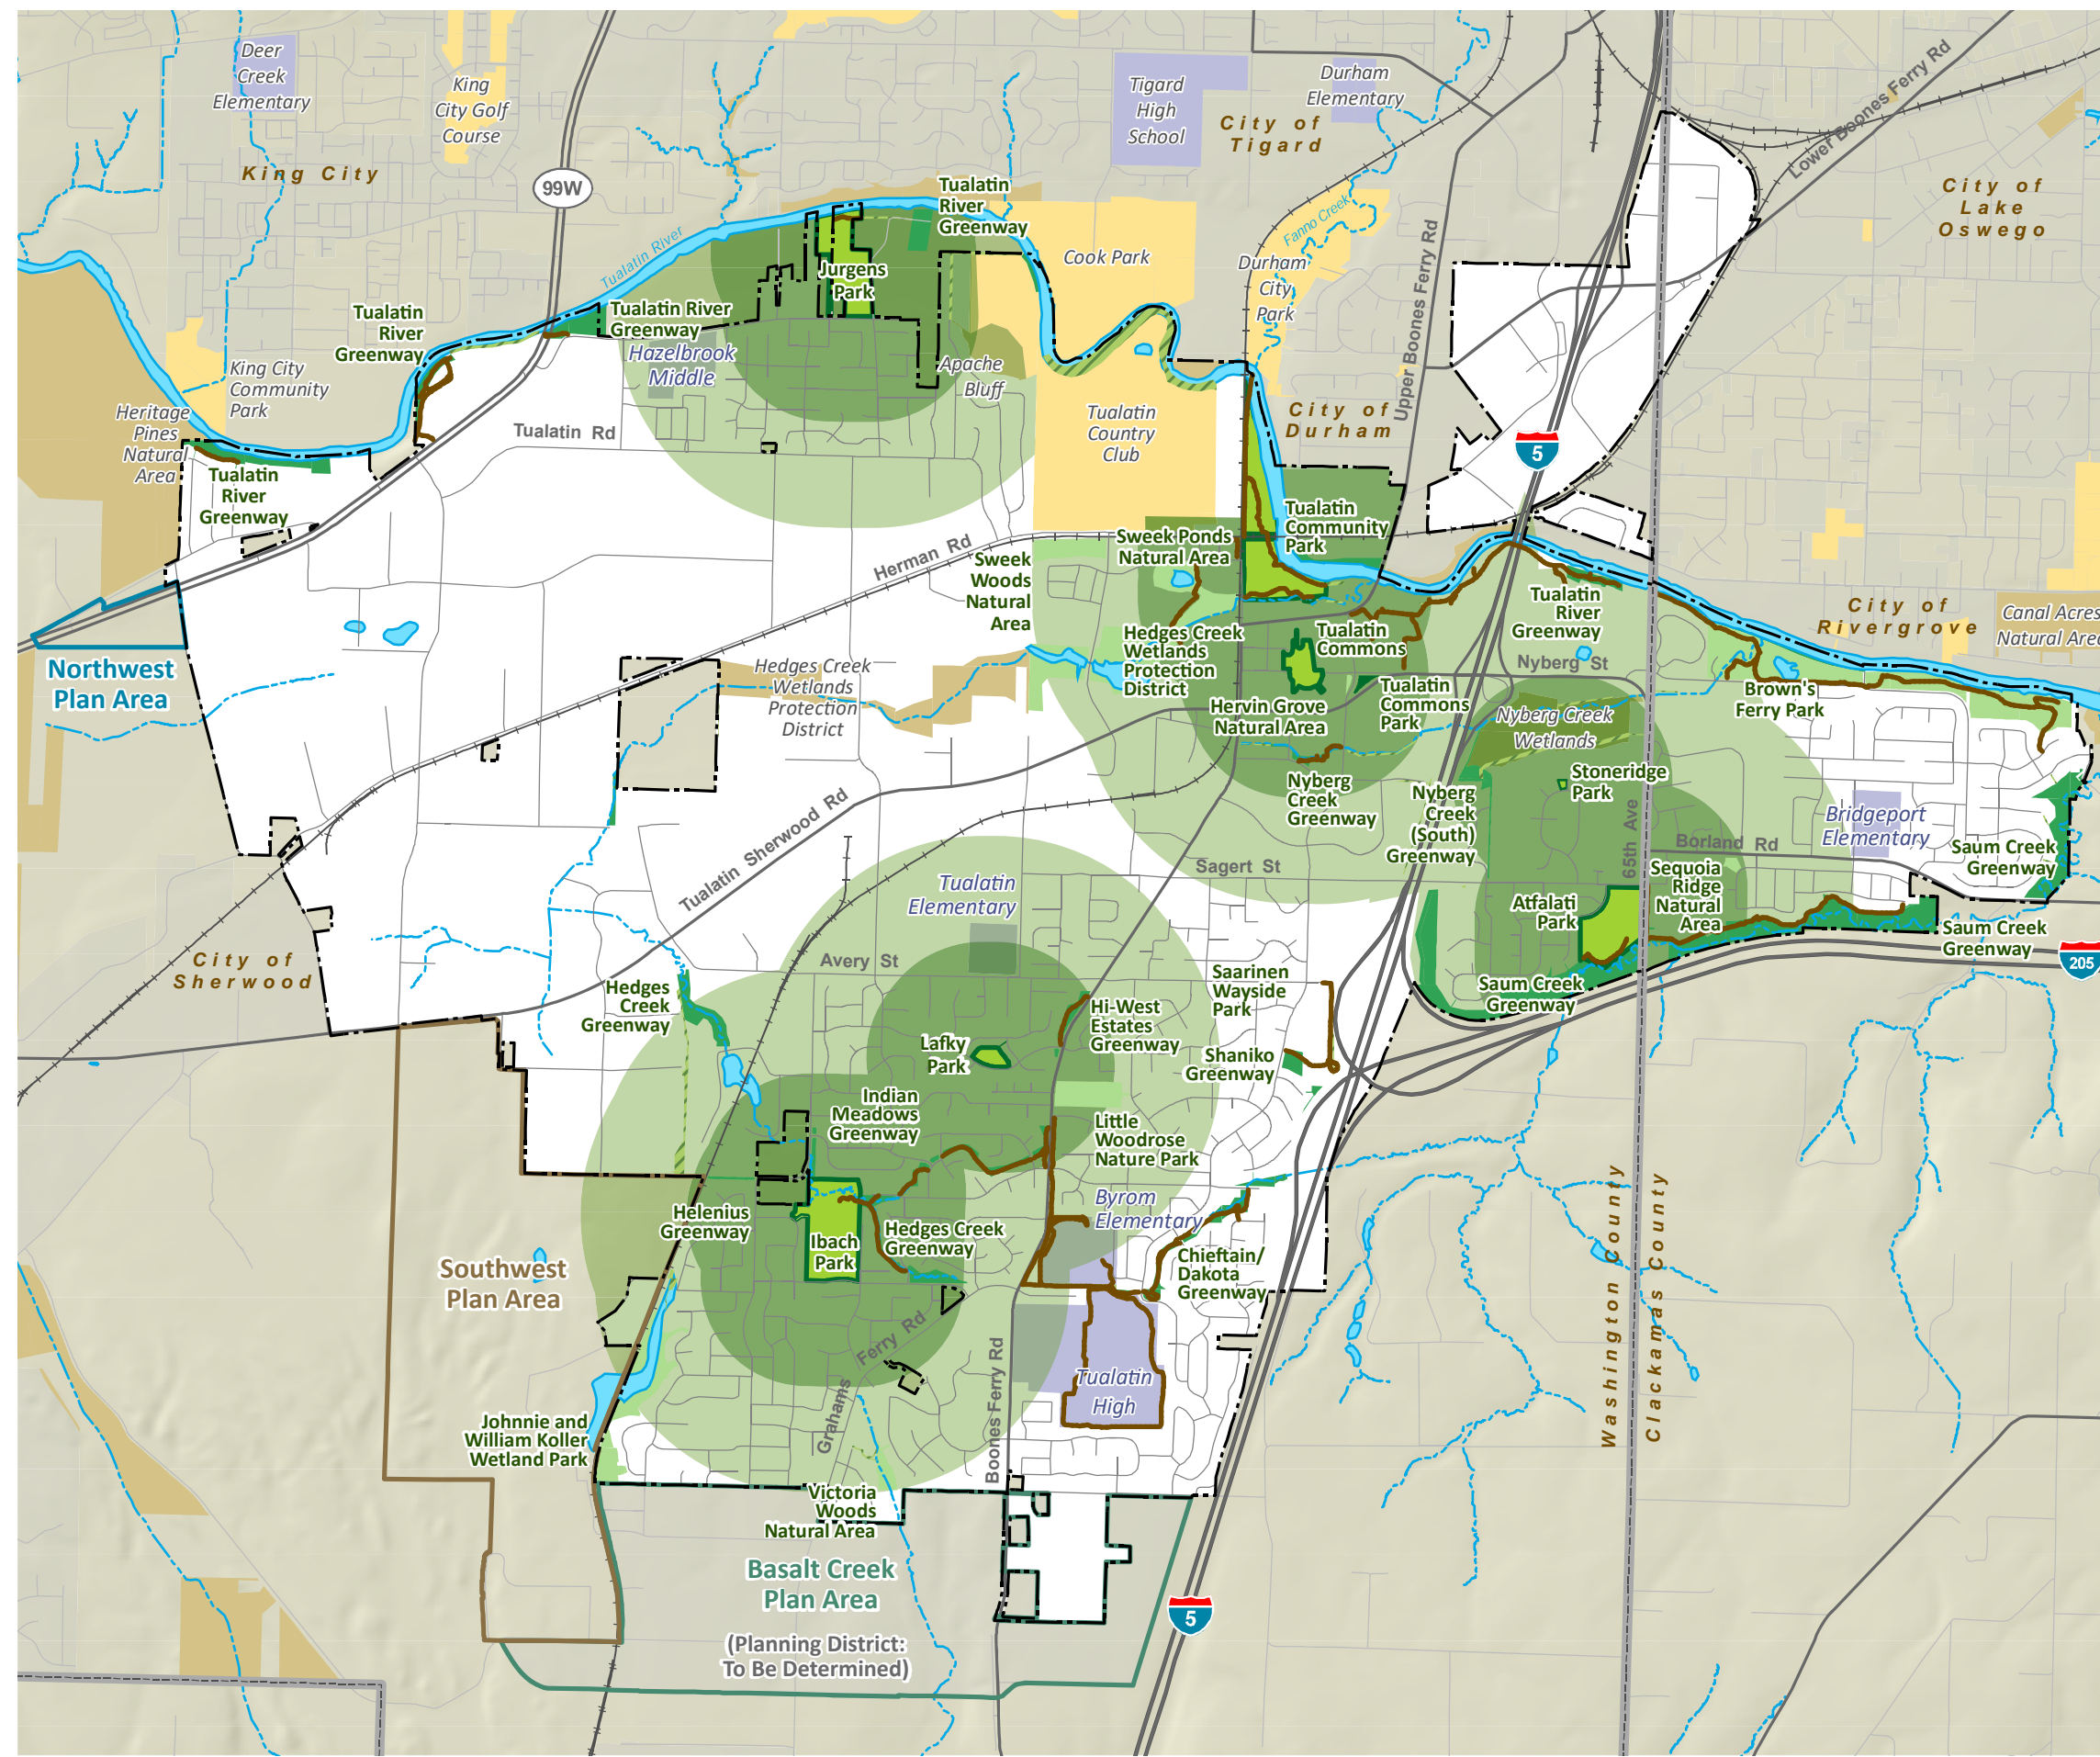 Deer
Creek
Elementary
King
City Golf
Course
King City
99W
Tualatin River
Tualatin
River
Greenway
Tigard
High
School
Durham
Elementary
City of
Tigard
Lower Boones Ferry Rd
City of
Lake
Oswego
Cook Park
Fanno Creek
Durham
City
Park
Upper Boones Ferry Rd
Jurgens
Park
Tualatin
River
Greenway
Tualatin River
Greenway
Hazelbrook
Middle
Apache
Bluff
King City
Community
Park
Heritage
Pines
Natural
Area
Tualatin
River
Greenway
Tualatin Rd
Tualatin
Country
Club
City of
Durham
5
Tualatin
Community
Park
Sweek Ponds
Natural Area
Herman Rd
Sweek
Woods
Natural
Area
Tualatin
River
Greenway
City of
Rivergrove
Canal Acres
Natural Area
Hedges Creek
Wetlands
Protection
District
Tualatin
Commons
Nyberg St
Northwest
Plan Area
Hedges Creek
Wetlands
Protection
District
Hervin Grove
Natural Area
Tualatin
Commons
Park
Nyberg Creek
Wetlands
Brown's
Ferry Park
Nyberg
Creek
Greenway
Nyberg
Creek
(South)
Greenway
Stoneridge
Park
65th Ave
Bridgeport
Elementary
Borland Rd
Saum Creek
Greenway
Tualatin Sherwood Rd
Sagert St
Tualatin
Elementary
Sequoia
Ridge
Natural
Area
Atfalati
Park
Saum Creek
Greenway
205
City of
Sherwood
Avery St
Hedges
Creek
Greenway
Saarinen
Wayside
Park
Saum Creek
Greenway
Hi-West
Estates
Greenway
Lafky
Park
Shaniko
Greenway
Indian
Meadows
Greenway
Little
Woodrose
Nature Park
Byrom
Elementary
Helenius
Greenway
Ibach
Park
Hedges Creek
Greenway
Chieftain/
Dakota
Greenway
Southwest
Plan Area
Washington County
Clackamas County
Grahams
Ferry Rd
Boones Ferry Rd
Tualatin
High
Johnnie and
William Koller
Wetland Park
Victoria
Woods
Natural Area
Basalt Creek
Plan Area
(Planning District:
To Be Determined)
5